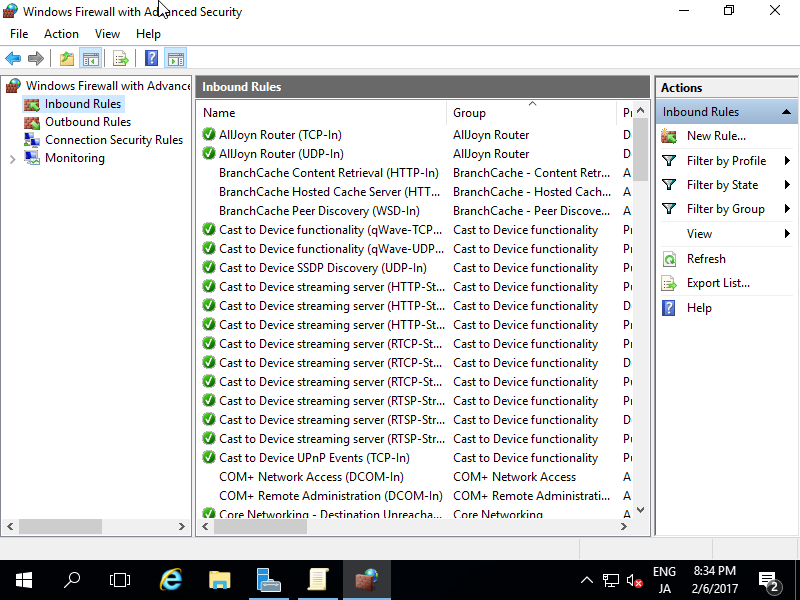 Windows Firewall with Advanced Security
File Action View Help
Windows Firewall with Advance
Inbound Rules
Outbound Rules
Connection Security Rules
Monitoring
Inbound Rules
Name Group Pr
AllJoyn Router (TCP-In) AllJoyn Router D
AllJoyn Router (UDP-In) AllJoyn Router D
BranchCache Content Retrieval (HTTP-In) BranchCache - Content Retr... A
BranchCache Hosted Cache Server (HTT... BranchCache - Hosted Cach... A
BranchCache Peer Discovery (WSD-In) BranchCache - Peer Discove... A
Cast to Device functionality (qWave-TCP... Cast to Device functionality Pr
Cast to Device functionality (qWave-UDP... Cast to Device functionality Pr
Cast to Device SSDP Discovery (UDP-In) Cast to Device functionality Pu
Cast to Device streaming server (HTTP-St... Cast to Device functionality Pr
Cast to Device streaming server (HTTP-St... Cast to Device functionality D
Cast to Device streaming server (HTTP-St... Cast to Device functionality Pu
Cast to Device streaming server (RTCP-St... Cast to Device functionality Pr
Cast to Device streaming server (RTCP-St... Cast to Device functionality D
Cast to Device streaming server (RTCP-St... Cast to Device functionality Pu
Cast to Device streaming server (RTSP-Str... Cast to Device functionality Pu
Cast to Device streaming server (RTSP-Str... Cast to Device functionality D
Cast to Device streaming server (RTSP-Str... Cast to Device functionality Pr
Cast to Device UPnP Events (TCP-In) Cast to Device functionality Pu
COM+ Network Access (DCOM-In) COM+ Network Access A
COM+ Remote Administration (DCOM-In) COM+ Remote Administrati... A
Core Networking - Destination Unreacha... Core Networking A
Actions
Inbound Rules
New Rule...
Filter by Profile
Filter by State
Filter by Group
View
Refresh
Export List...
Help
ENG
JA
8:34 PM
2/6/2017
2